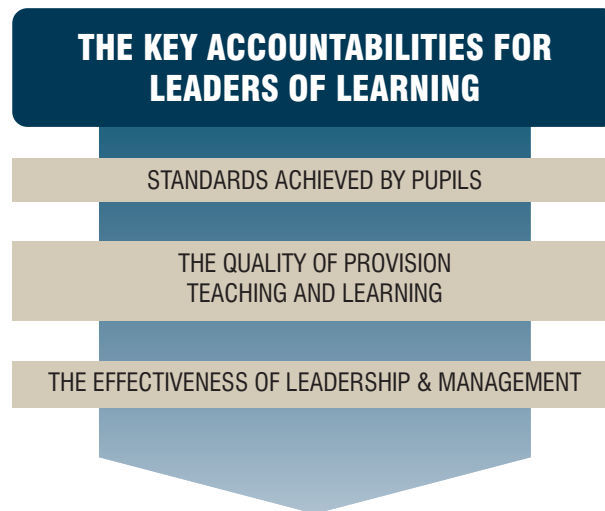 THE KEY ACCOUNTABILITIES FOR
LEADERS OF LEARNING
STANDARDS ACHIEVED BY PUPILS
THE QUALITY OF PROVISION
TEACHING AND LEARNING
THE EFFECTIVENESS OF LEADERSHIP & MANAGEMENT